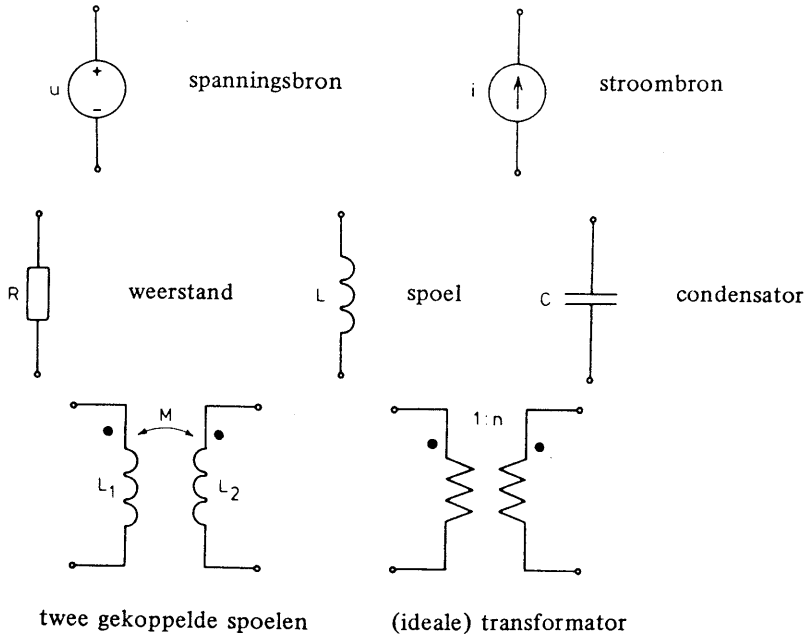 u + − spanningsbron
i stroombron
R weerstand
L spoel
C condensator
M
L₁ L₂
1:n
twee gekoppelde spoelen
(ideale) transformator